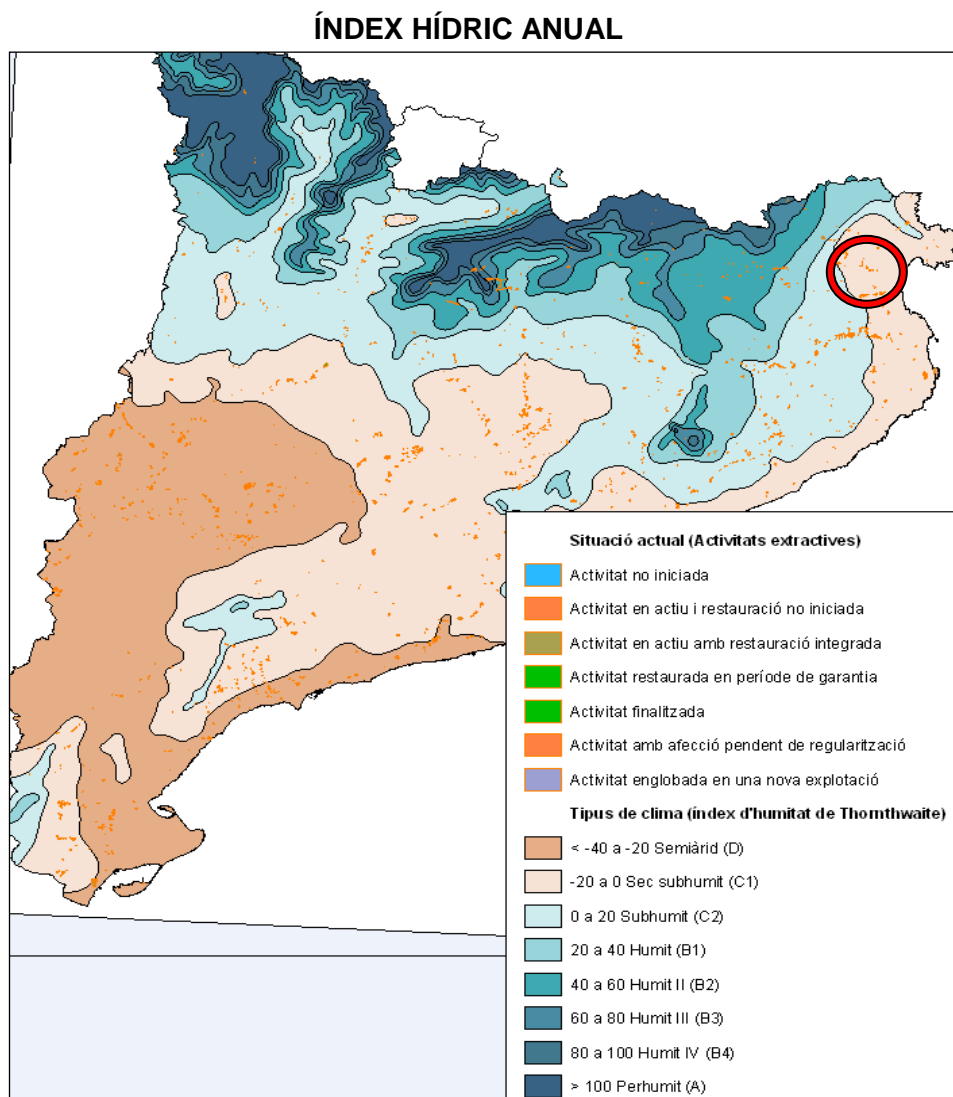 ÍNDEX HÍDRIC ANUAL
Situació actual (Activitats extractives)
Activitat no iniciada
Activitat en actiu i restauració no iniciada
Activitat en actiu amb restauració integrada
Activitat restaurada en període de garantia
Activitat finalitzada
Activitat amb afecció pendent de regularització
Activitat englobada en una nova explotació
Tipus de clima (índex d'humitat de Thornthwaite)
< -40 a -20 Semiàrid (D)
-20 a 0 Sec subhumit (C1)
0 a 20 Subhumit (C2)
20 a 40 Humit (B1)
40 a 60 Humit II (B2)
60 a 80 Humit III (B3)
80 a 100 Humit IV (B4)
> 100 Perhumit (A)